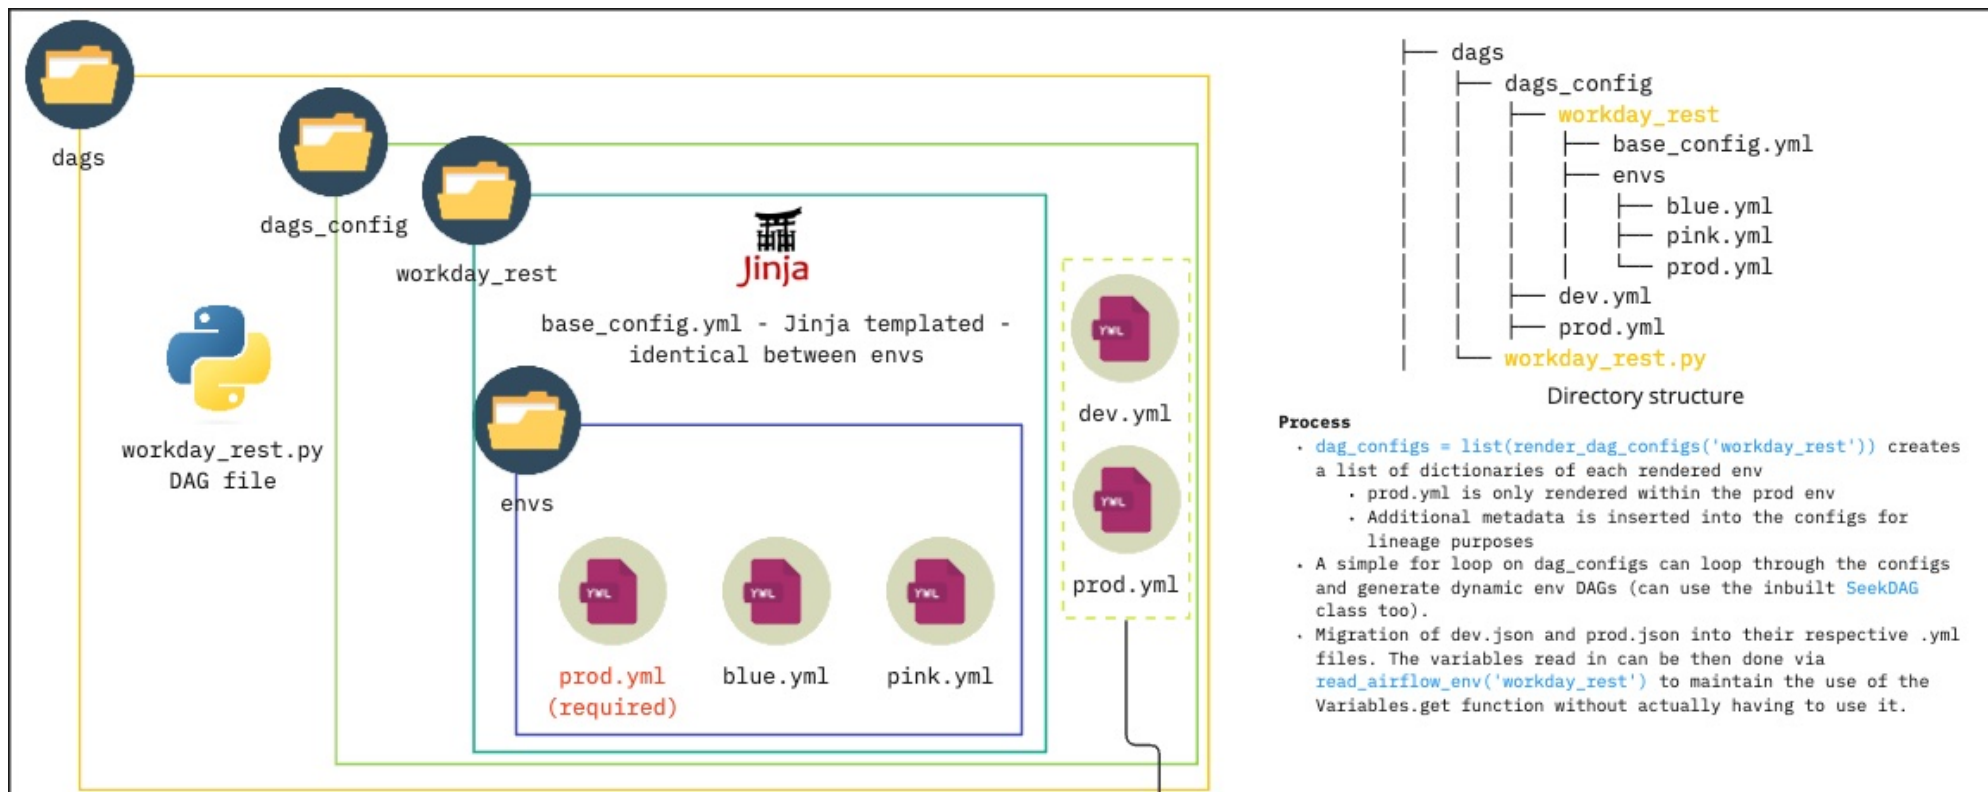 dags
dags_config
workday_rest
Jinja
base_config.yml - Jinja templated -
identical between envs
workday_rest.py
DAG file
envs
YML
prod.yml
(required)
YML
blue.yml
YML
pink.yml
YML
dev.yml
YML
prod.yml
├── dags
│   ├── dags_config
│   │   ├── workday_rest
│   │   │   ├── base_config.yml
│   │   │   ├── envs
│   │   │   │   ├── blue.yml
│   │   │   │   ├── pink.yml
│   │   │   │   └── prod.yml
│   │   ├── dev.yml
│   │   ├── prod.yml
│   └── workday_rest.py
Directory structure
Process
· dag_configs = list(render_dag_configs('workday_rest')) creates
a list of dictionaries of each rendered env
· prod.yml is only rendered within the prod env
· Additional metadata is inserted into the configs for
lineage purposes
· A simple for loop on dag_configs can loop through the configs
and generate dynamic env DAGs (can use the inbuilt SeekDAG
class too).
· Migration of dev.json and prod.json into their respective .yml
files. The variables read in can be then done via
read_airflow_env('workday_rest') to maintain the use of the
Variables.get function without actually having to use it.